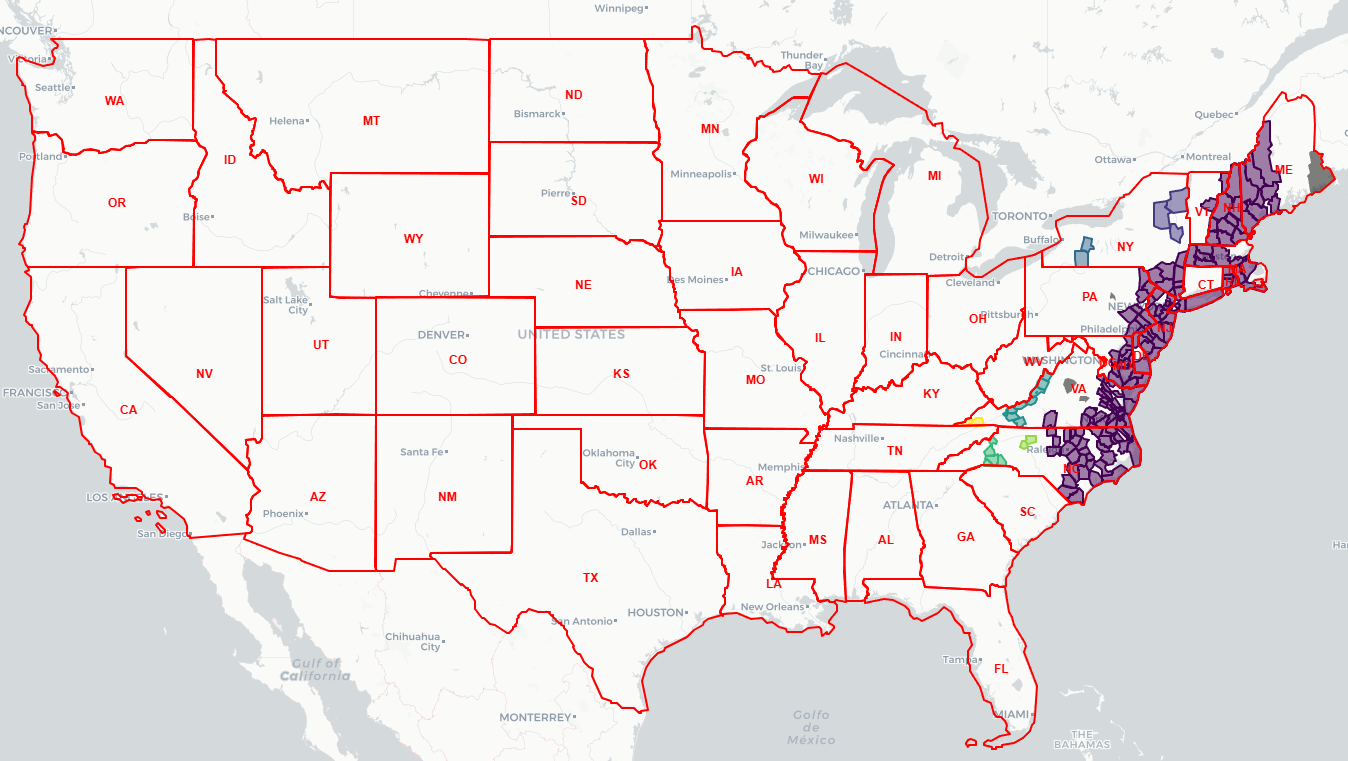 Winnipeg
NCOUVER
Victoria
Thunder
Bay
Seattle
WA
Helena
MT
ND
Bismarck
MN
Quebec
Portland
ID
Ottawa
Montreal
ME
Minneapolis
WI
MI
OR
Boise
Pierre
SD
VT
NH
TORONTO
WY
Milwaukee
Buffalo
NY
Detroit
CHICAGO
IA
Des Moines
Cleveland
CT
NE
Salt Lake
City
Cheyenne
PA
NEW
Pittsburgh
OH
DENVER
UNITED STATES
Philadelph
NJ
UT
CO
IL
IN
Cincinna
WASHINGTON
WV
Sacramento
NV
KS
MO
St. Louis
KY
VA
FRANCISC
San Jose
CA
Nashville
TN
Rale
NC
Santa Fe
Oklahoma
City
OK
Memphis
AR
LOS ANGELES
AZ
NM
Phoenix
ATLANTA
SC
San Diego
Dallas
Jackson
MS
AL
GA
TX
LA
New Orleans
HOUSTON
San Antonio
Chihuahua
City
Gulf of
California
Tampa
FL
MONTERREY
Golfo
de
México
MIAMI
THE
BAHAMAS
Ha